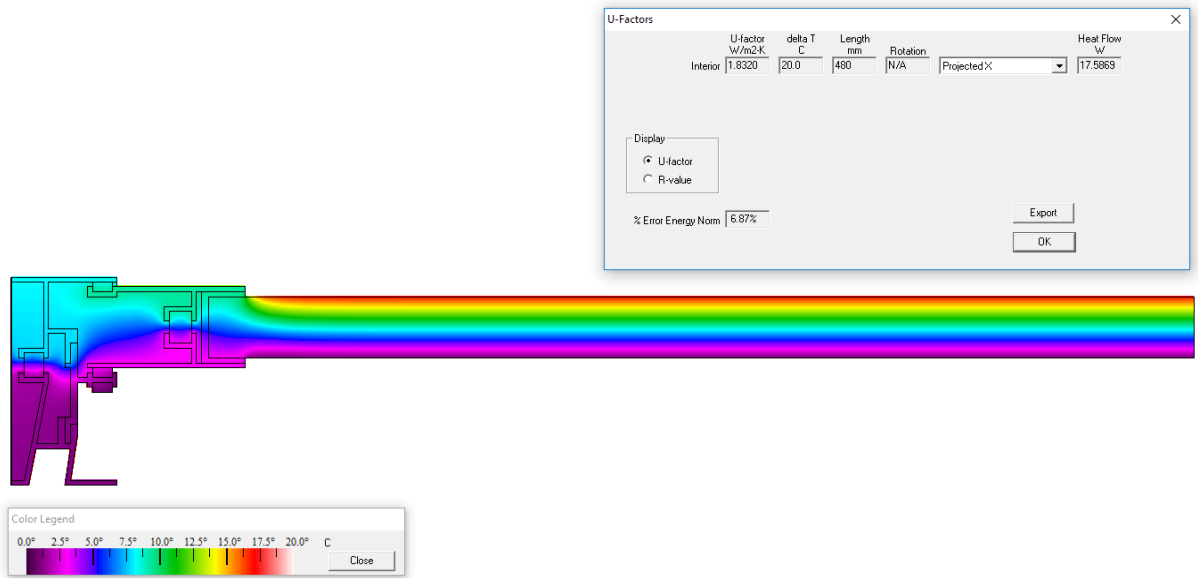 U-Factors
U-factor delta T Length Heat Flow
W/m2-K C mm Rotation W
Interior 1.8320 20.0 480 N/A Projected X 17.5869
Display
U-factor
R-value
% Error Energy Norm 6.87%
Export
OK
Color Legend
0.0° 2.5° 5.0° 7.5° 10.0° 12.5° 15.0° 17.5° 20.0° C
Close